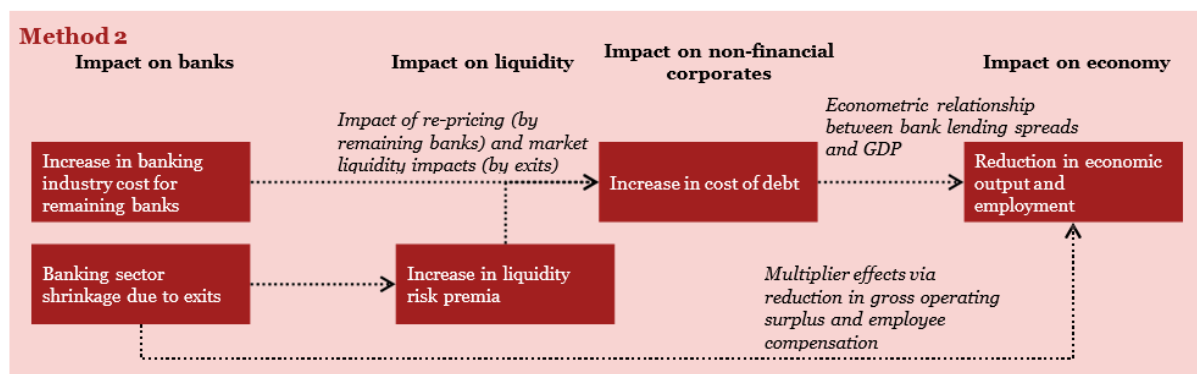 Method 2
Impact on banks
Impact on liquidity
Impact on non-financial
corporates
Impact on economy
Impact of re-pricing (by
remaining banks) and market
liquidity impacts (by exits)
Econometric relationship
between bank lending spreads
and GDP
Increase in banking
industry cost for
remaining banks
Increase in cost of debt
Reduction in economic
output and
employment
Banking sector
shrinkage due to exits
Increase in liquidity
risk premia
Multiplier effects via
reduction in gross operating
surplus and employee
compensation